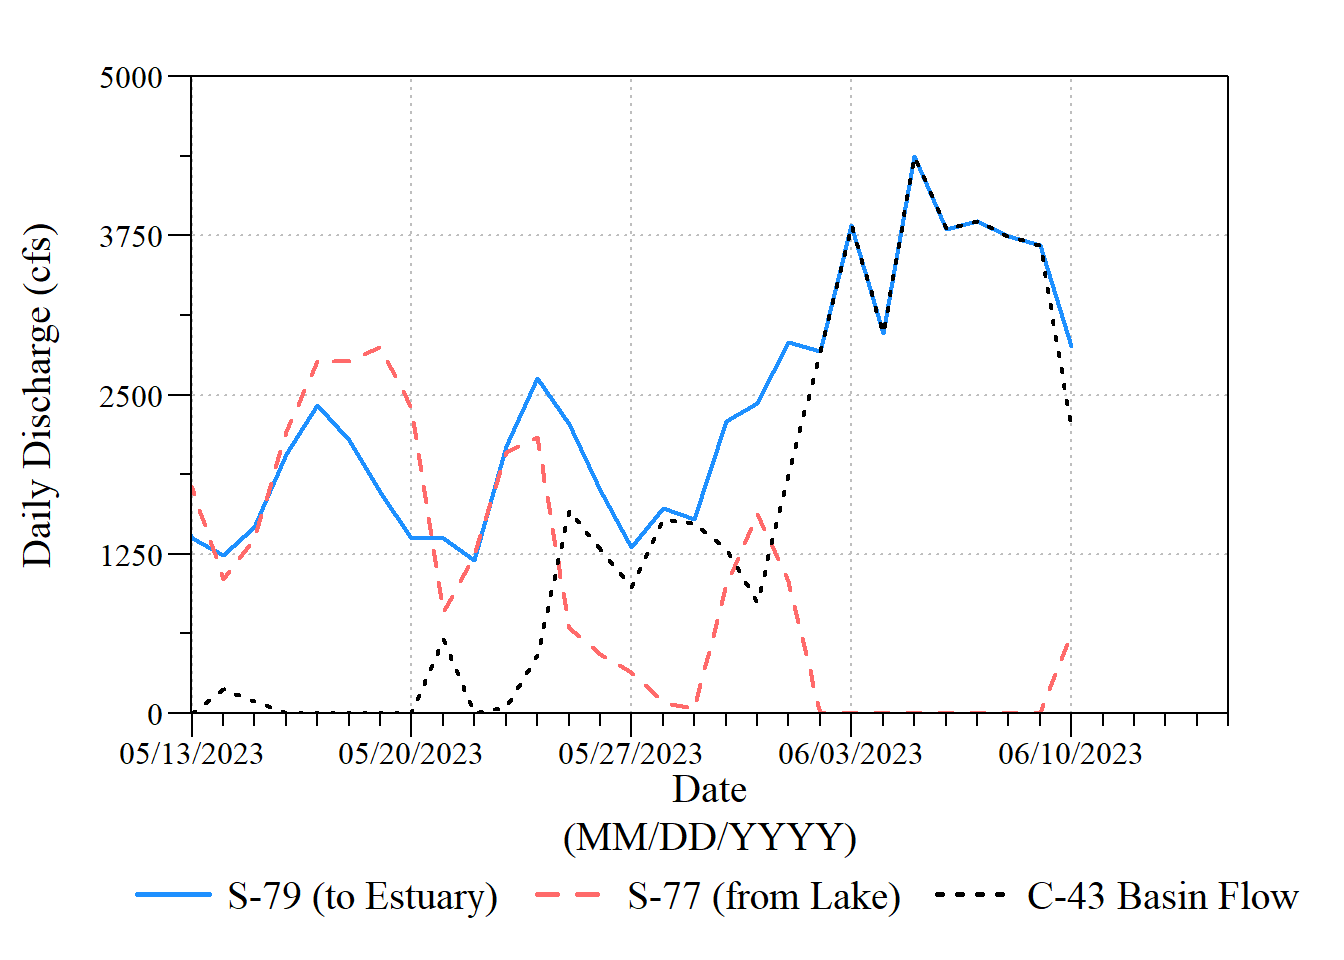 5000
3750
2500
1250
0
Daily Discharge (cfs)
05/13/2023 05/20/2023 05/27/2023 06/03/2023 06/10/2023
Date
(MM/DD/YYYY)
S-79 (to Estuary) S-77 (from Lake) C-43 Basin Flow